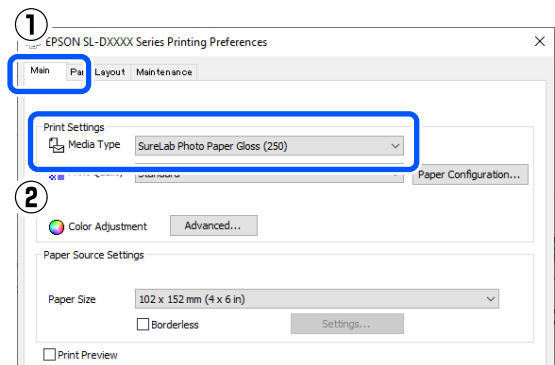 ①
EPSON SL-DXXXX Series Printing Preferences
Main Layout Maintenance
Print Settings
Media Type SureLab Photo Paper Gloss (250)
Paper Configuration...
②
Color Adjustment Advanced...
Paper Source Settings
Paper Size 102 x 152 mm (4 x 6 in)
Borderless Settings...
Print Preview